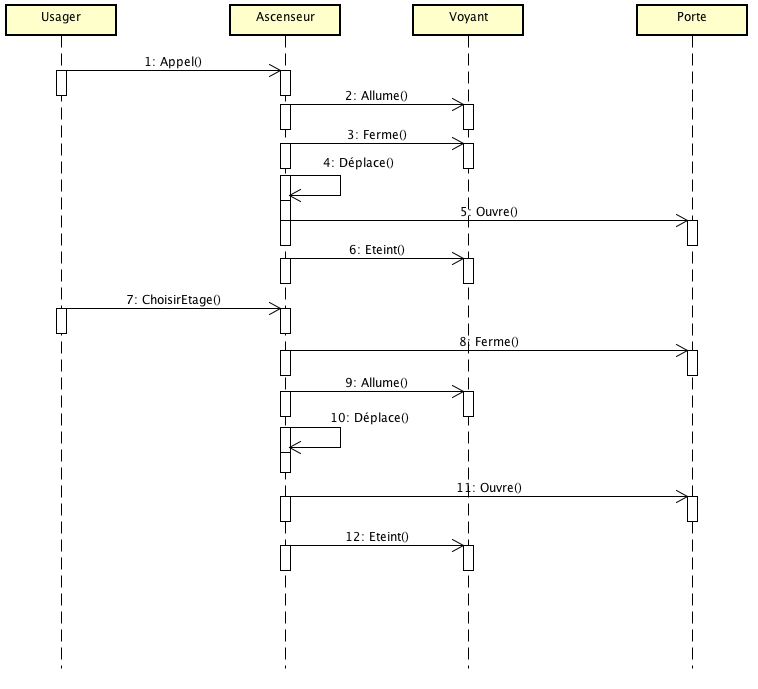 Usager
Ascenseur
Voyant
Porte
1: Appel()
2: Allume()
3: Ferme()
4: Déplace()
5: Ouvre()
6: Eteint()
7: ChoisirEtage()
8: Ferme()
9: Allume()
10: Déplace()
11: Ouvre()
12: Eteint()